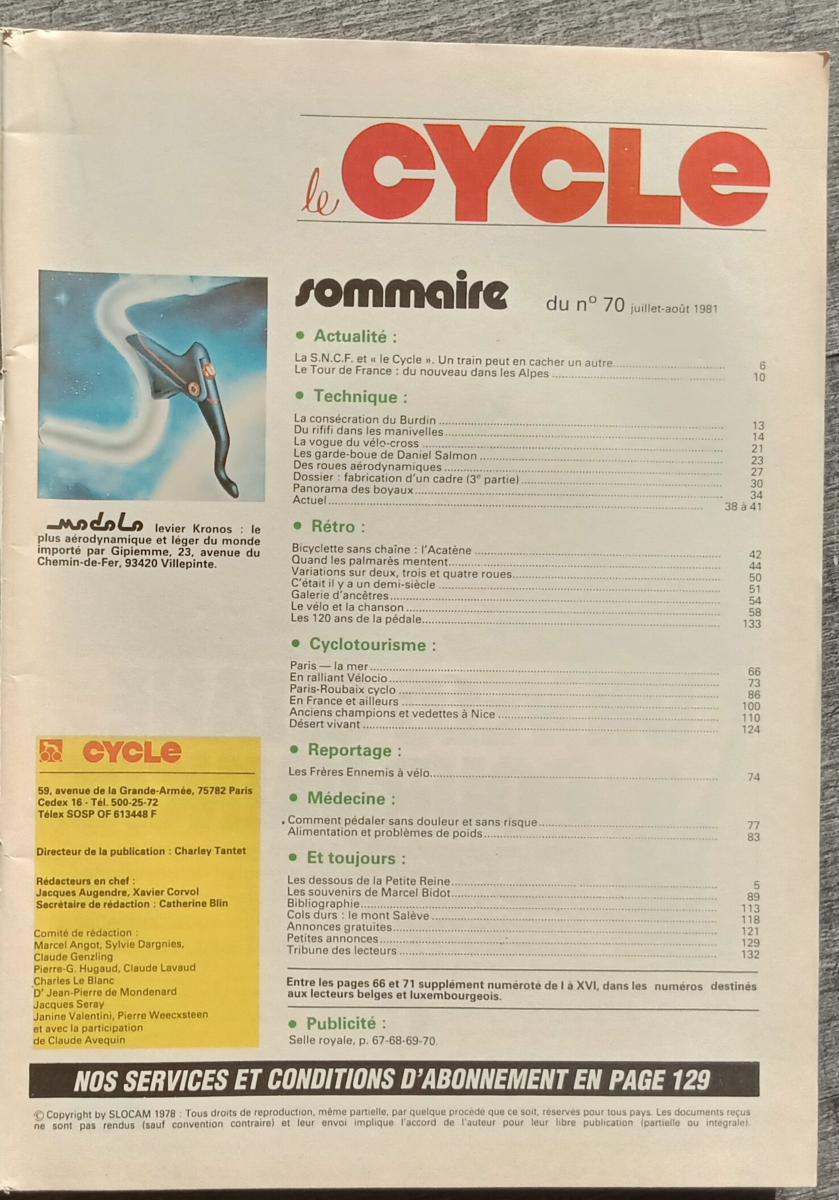 le CYCLE
sommaire du nº 70 juillet-août 1981
• Actualité :
La S.N.C.F. et « le Cycle ». Un train peut en cacher un autre 6
Le Tour de France : du nouveau dans les Alpes 10
• Technique :
La consécration du Burdin 13
Du rififi dans les manivelles 14
La vogue du vélo-cross 21
Les garde-boue de Daniel Salmon 23
Des roues aérodynamiques 27
Dossier : fabrication d'un cadre (3e partie) 30
Panorama des boyaux 34
Actuel 38 à 41
• Rétro :
Bicyclette sans chaîne : l'Acatène 42
Quand les palmarès mentent 44
Variations sur deux, trois et quatre roues 50
C'était il y a un demi-siècle 51
Galerie d'ancêtres 54
Le vélo et la chanson 58
Les 120 ans de la pédale 133
• Cyclotourisme :
Paris — la mer 66
En ralliant Vélocio 73
Paris-Roubaix cyclo 86
En France et ailleurs 100
Anciens champions et vedettes à Nice 110
Désert vivant 124
• Reportage :
Les Frères Ennemis à vélo 74
• Médecine :
Comment pédaler sans douleur et sans risque 77
Alimentation et problèmes de poids 83
• Et toujours :
Les dessous de la Petite Reine 5
Les souvenirs de Marcel Bidot 89
Bibliographie 113
Cols durs : le mont Salève 118
Annonces gratuites 121
Petites annonces 129
Tribune des lecteurs 132
Entre les pages 66 et 71 supplément numéroté de I à XVI, dans les numéros destinés
aux lecteurs belges et luxembourgeois.
• Publicité :
Selle royale, p. 67-68-69-70.
modolo levier Kronos : le
plus aérodynamique et léger du monde
importé par Gipiemme, 23, avenue du
Chemin-de-Fer, 93420 Villepinte.
CYCLE
59, avenue de la Grande-Armée, 75782 Paris
Cedex 16 - Tél. 500-25-72
Télex SOSP OF 613448 F
Directeur de la publication : Charley Tantet
Rédacteurs en chef :
Jacques Augendre, Xavier Corvol
Secrétaire de rédaction : Catherine Blin
Comité de rédaction :
Marcel Angot, Sylvie Dargnies,
Claude Genzling
Pierre-G. Hugaud, Claude Lavaud
Charles Le Blanc
Dr Jean-Pierre de Mondenard
Jacques Seray
Janine Valentini, Pierre Weecxsteen
et avec la participation
de Claude Avequin
NOS SERVICES ET CONDITIONS D'ABONNEMENT EN PAGE 129
© Copyright by SLOCAM 1978 : Tous droits de reproduction, même partielle, par quelque procédé que ce soit, réservés pour tous pays. Les documents reçus
ne sont pas rendus (sauf convention contraire) et leur envoi implique l'accord de l'auteur pour leur libre publication (partielle ou intégrale).